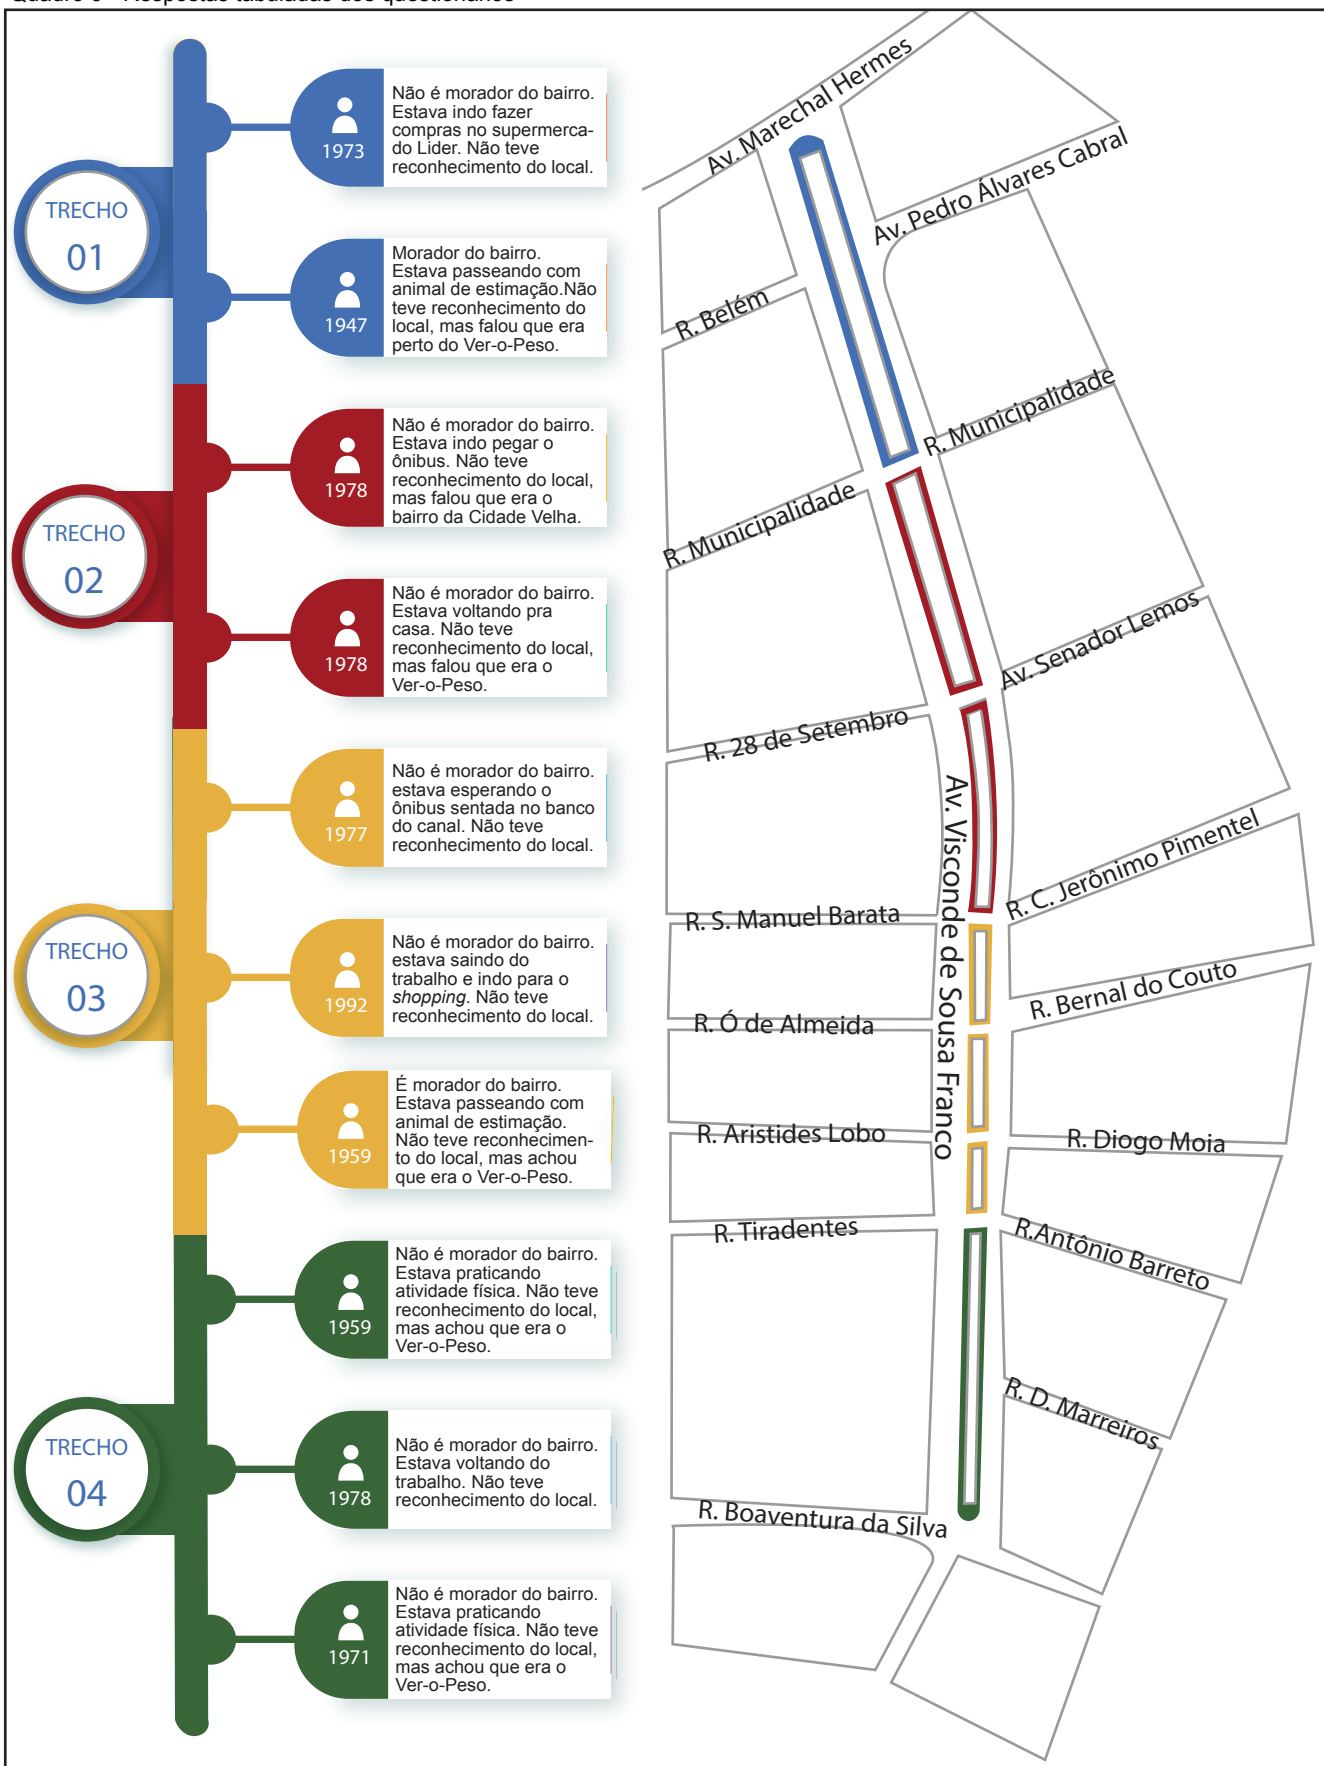 Quadro 6 - Respostas tabuladas dos questionários
TRECHO
01
1973
Não é morador do bairro.
Estava indo fazer
compras no supermerca-
do Lider. Não teve
reconhecimento do local.
1947
Morador do bairro.
Estava passeando com
animal de estimação.Não
teve reconhecimento do
local, mas falou que era
perto do Ver-o-Peso.
TRECHO
02
1978
Não é morador do bairro.
Estava indo pegar o
ônibus. Não teve
reconhecimento do local,
mas falou que era o
bairro da Cidade Velha.
1978
Não é morador do bairro.
Estava voltando pra
casa. Não teve
reconhecimento do local,
mas falou que era o
Ver-o-Peso.
TRECHO
03
1977
Não é morador do bairro.
estava esperando o
ônibus sentada no banco
do canal. Não teve
reconhecimento do local.
1992
Não é morador do bairro.
estava saindo do
trabalho e indo para o
shopping. Não teve
reconhecimento do local.
1959
É morador do bairro.
Estava passeando com
animal de estimação.
Não teve reconhecimen-
to do local, mas achou
que era o Ver-o-Peso.
TRECHO
04
1959
Não é morador do bairro.
Estava praticando
atividade física. Não teve
reconhecimento do local,
mas achou que era o
Ver-o-Peso.
1978
Não é morador do bairro.
Estava voltando do
trabalho. Não teve
reconhecimento do local.
1971
Não é morador do bairro.
Estava praticando
atividade física. Não teve
reconhecimento do local,
mas achou que era o
Ver-o-Peso.
Av. Marechal Hermes
Av. Pedro Álvares Cabral
R. Belém
R. Municipalidade
R. Municipalidade
Av. Senador Lemos
R. 28 de Setembro
Av. Visconde de Sousa Franco
R. C. Jerônimo Pimentel
R. S. Manuel Barata
R. Bernal do Couto
R. Ó de Almeida
R. Aristides Lobo
R. Diogo Moia
R. Tiradentes
R.Antônio Barreto
R. D. Marreiros
R. Boaventura da Silva